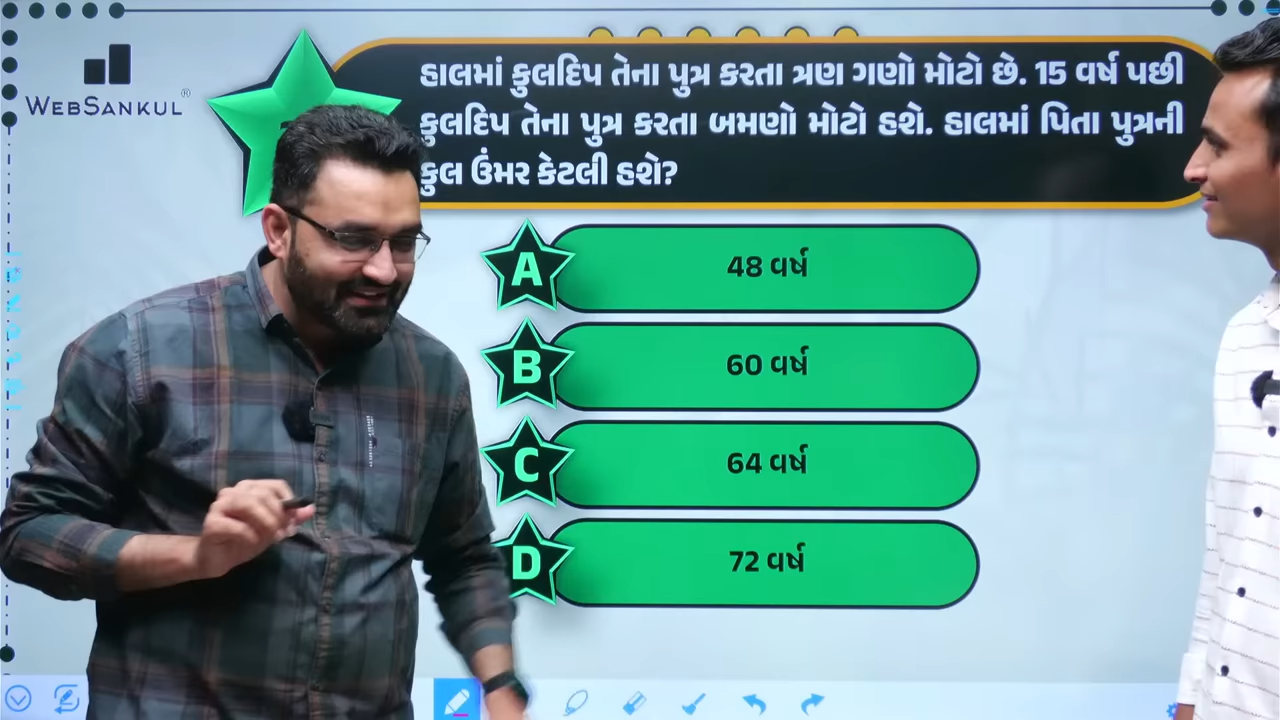 WEBSANKUL®
હાલમાં કુલદિપ તેના પુત્ર કરતા ત્રણ ગણો મોટો છે. 15 વર્ષ પછી
કુલદિપ તેના પુત્ર કરતા બમણો મોટો હશે. હાલમાં પિતા પુત્રની
કુલ ઉંમર કેટલી હશે?
A 48 વર્ષ
B 60 વર્ષ
C 64 વર્ષ
D 72 વર્ષ